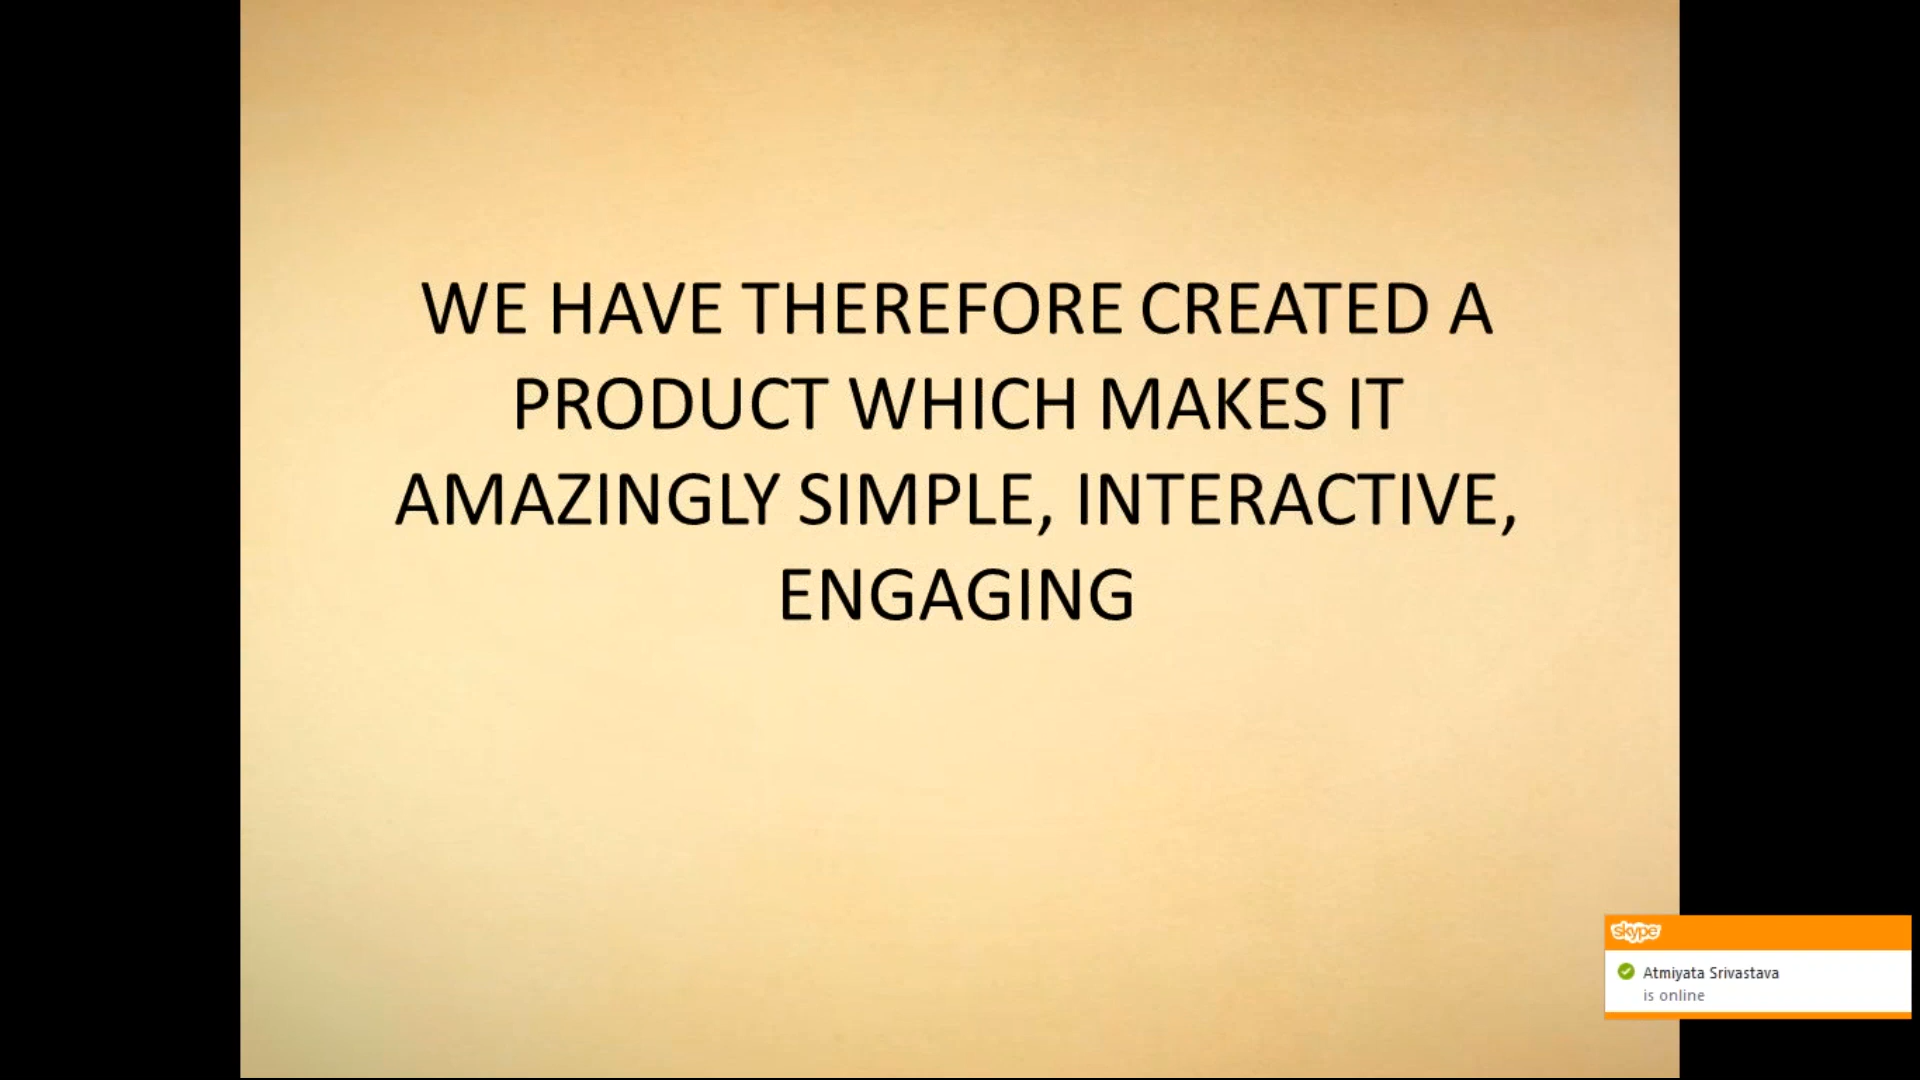 WE HAVE THEREFORE CREATED A
PRODUCT WHICH MAKES IT
AMAZINGLY SIMPLE, INTERACTIVE,
ENGAGING
skype
Atmiyata Srivastava
is online